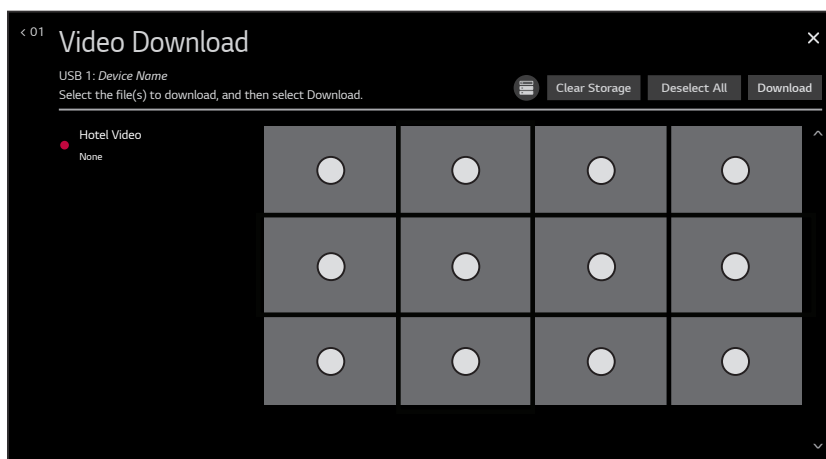 < 01
Video Download
USB 1: Device Name
Select the file(s) to download, and then select Download.
Clear Storage
Deselect All
Download
Hotel Video
None